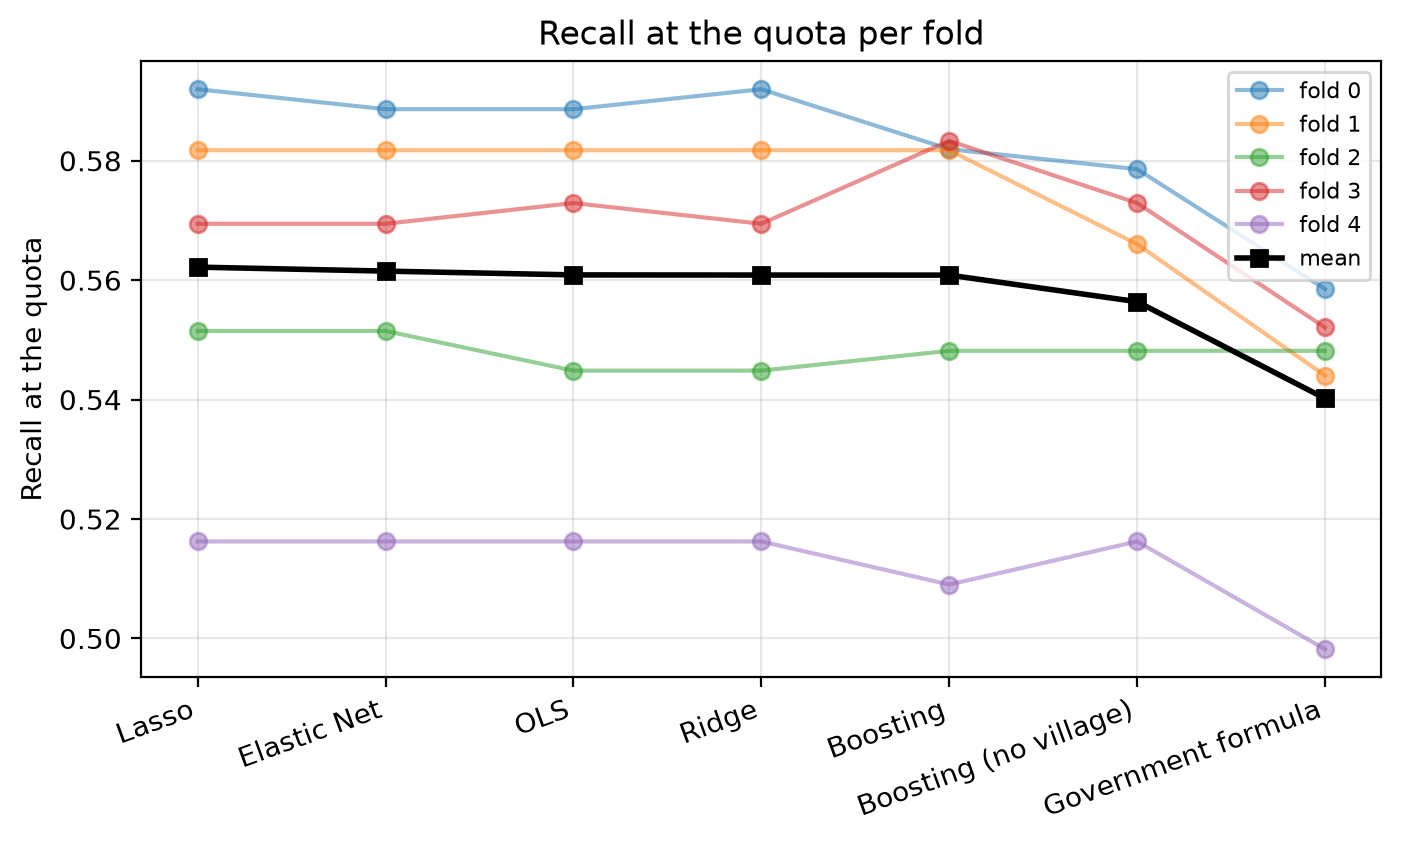 Recall at the quota per fold
Recall at the quota
0.58
0.56
0.54
0.52
0.50
fold 0
fold 1
fold 2
fold 3
fold 4
mean
Lasso
Elastic Net
OLS
Ridge
Boosting
Boosting (no village)
Government formula